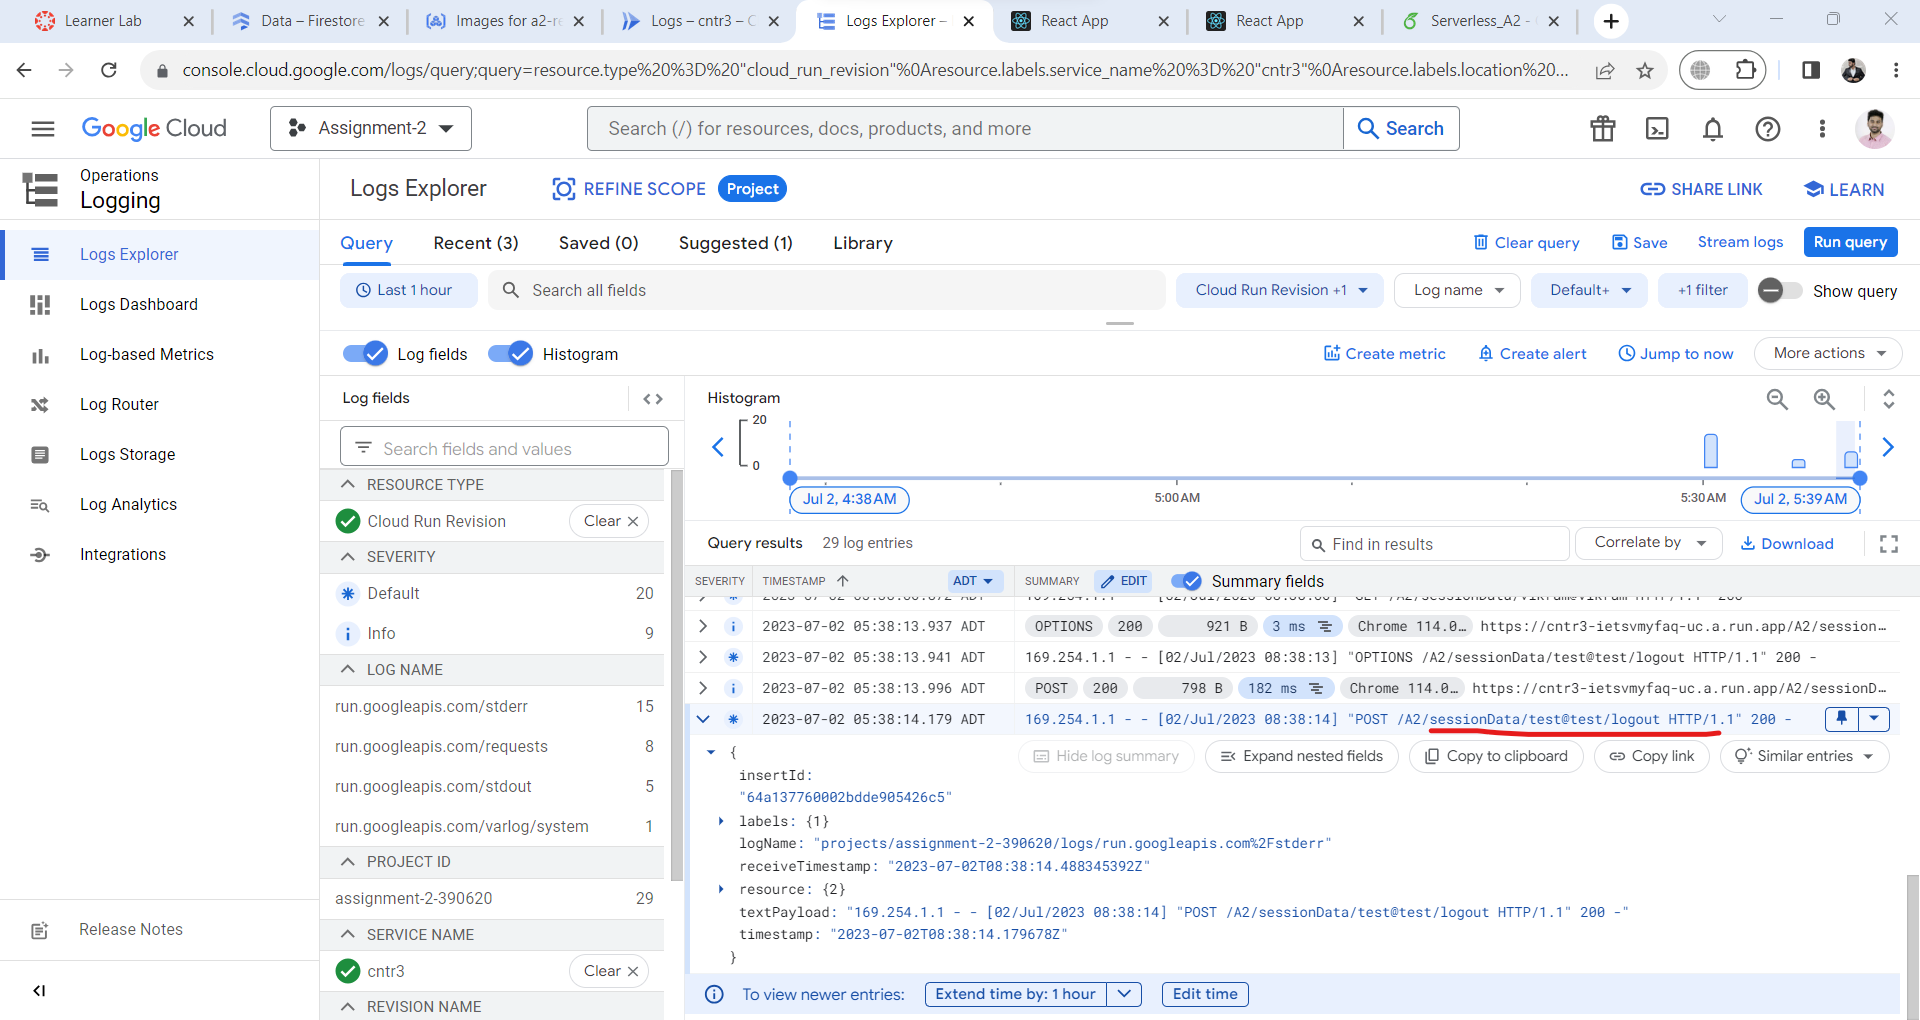 Learner Lab
Data – Firestore
Images for a2-re
Logs – cntr3 – C
Logs Explorer –
React App
React App
Serverless_A2 -
console.cloud.google.com/logs/query;query=resource.type%20%3D%20"cloud_run_revision"%0Aresource.labels.service_name%20%3D%20"cntr3"%0Aresource.labels.location%20...
Google Cloud
Assignment-2
Search (/) for resources, docs, products, and more
Search
Operations
Logging
Logs Explorer
REFINE SCOPE
Project
SHARE LINK
LEARN
Logs Explorer
Logs Dashboard
Log-based Metrics
Log Router
Logs Storage
Log Analytics
Integrations
Release Notes
Query
Recent (3)
Saved (0)
Suggested (1)
Library
Clear query
Save
Stream logs
Run query
Last 1 hour
Search all fields
Cloud Run Revision +1
Log name
Default+
+1 filter
Show query
Log fields
Histogram
Create metric
Create alert
Jump to now
More actions
Log fields
Search fields and values
RESOURCE TYPE
Cloud Run Revision
Clear
SEVERITY
Default 20
Info 9
LOG NAME
run.googleapis.com/stderr 15
run.googleapis.com/requests 8
run.googleapis.com/stdout 5
run.googleapis.com/varlog/system 1
PROJECT ID
assignment-2-390620 29
SERVICE NAME
cntr3
Clear
REVISION NAME
Histogram
20
0
Jul 2, 4:38 AM
5:00 AM
5:30 AM
Jul 2, 5:39 AM
Query results 29 log entries
Find in results
Correlate by
Download
SEVERITY TIMESTAMP ADT SUMMARY EDIT Summary fields
2023-07-02 05:38:13.937 ADT OPTIONS 200 921 B 3 ms Chrome 114.0… https://cntr3-ietsvmyfaq-uc.a.run.app/A2/session…
2023-07-02 05:38:13.941 ADT 169.254.1.1 - - [02/Jul/2023 08:38:13] "OPTIONS /A2/sessionData/test@test/logout HTTP/1.1" 200 -
2023-07-02 05:38:13.996 ADT POST 200 798 B 182 ms Chrome 114.0… https://cntr3-ietsvmyfaq-uc.a.run.app/A2/sessionD…
2023-07-02 05:38:14.179 ADT 169.254.1.1 - - [02/Jul/2023 08:38:14] "POST /A2/sessionData/test@test/logout HTTP/1.1" 200 -
Hide log summary
Expand nested fields
Copy to clipboard
Copy link
Similar entries
{
insertId:
"64a137760002bdde905426c5"
labels: {1}
logName: "projects/assignment-2-390620/logs/run.googleapis.com%2Fstderr"
receiveTimestamp: "2023-07-02T08:38:14.488345392Z"
resource: {2}
textPayload: "169.254.1.1 - - [02/Jul/2023 08:38:14] "POST /A2/sessionData/test@test/logout HTTP/1.1" 200 -"
timestamp: "2023-07-02T08:38:14.179678Z"
}
To view newer entries:
Extend time by: 1 hour
Edit time